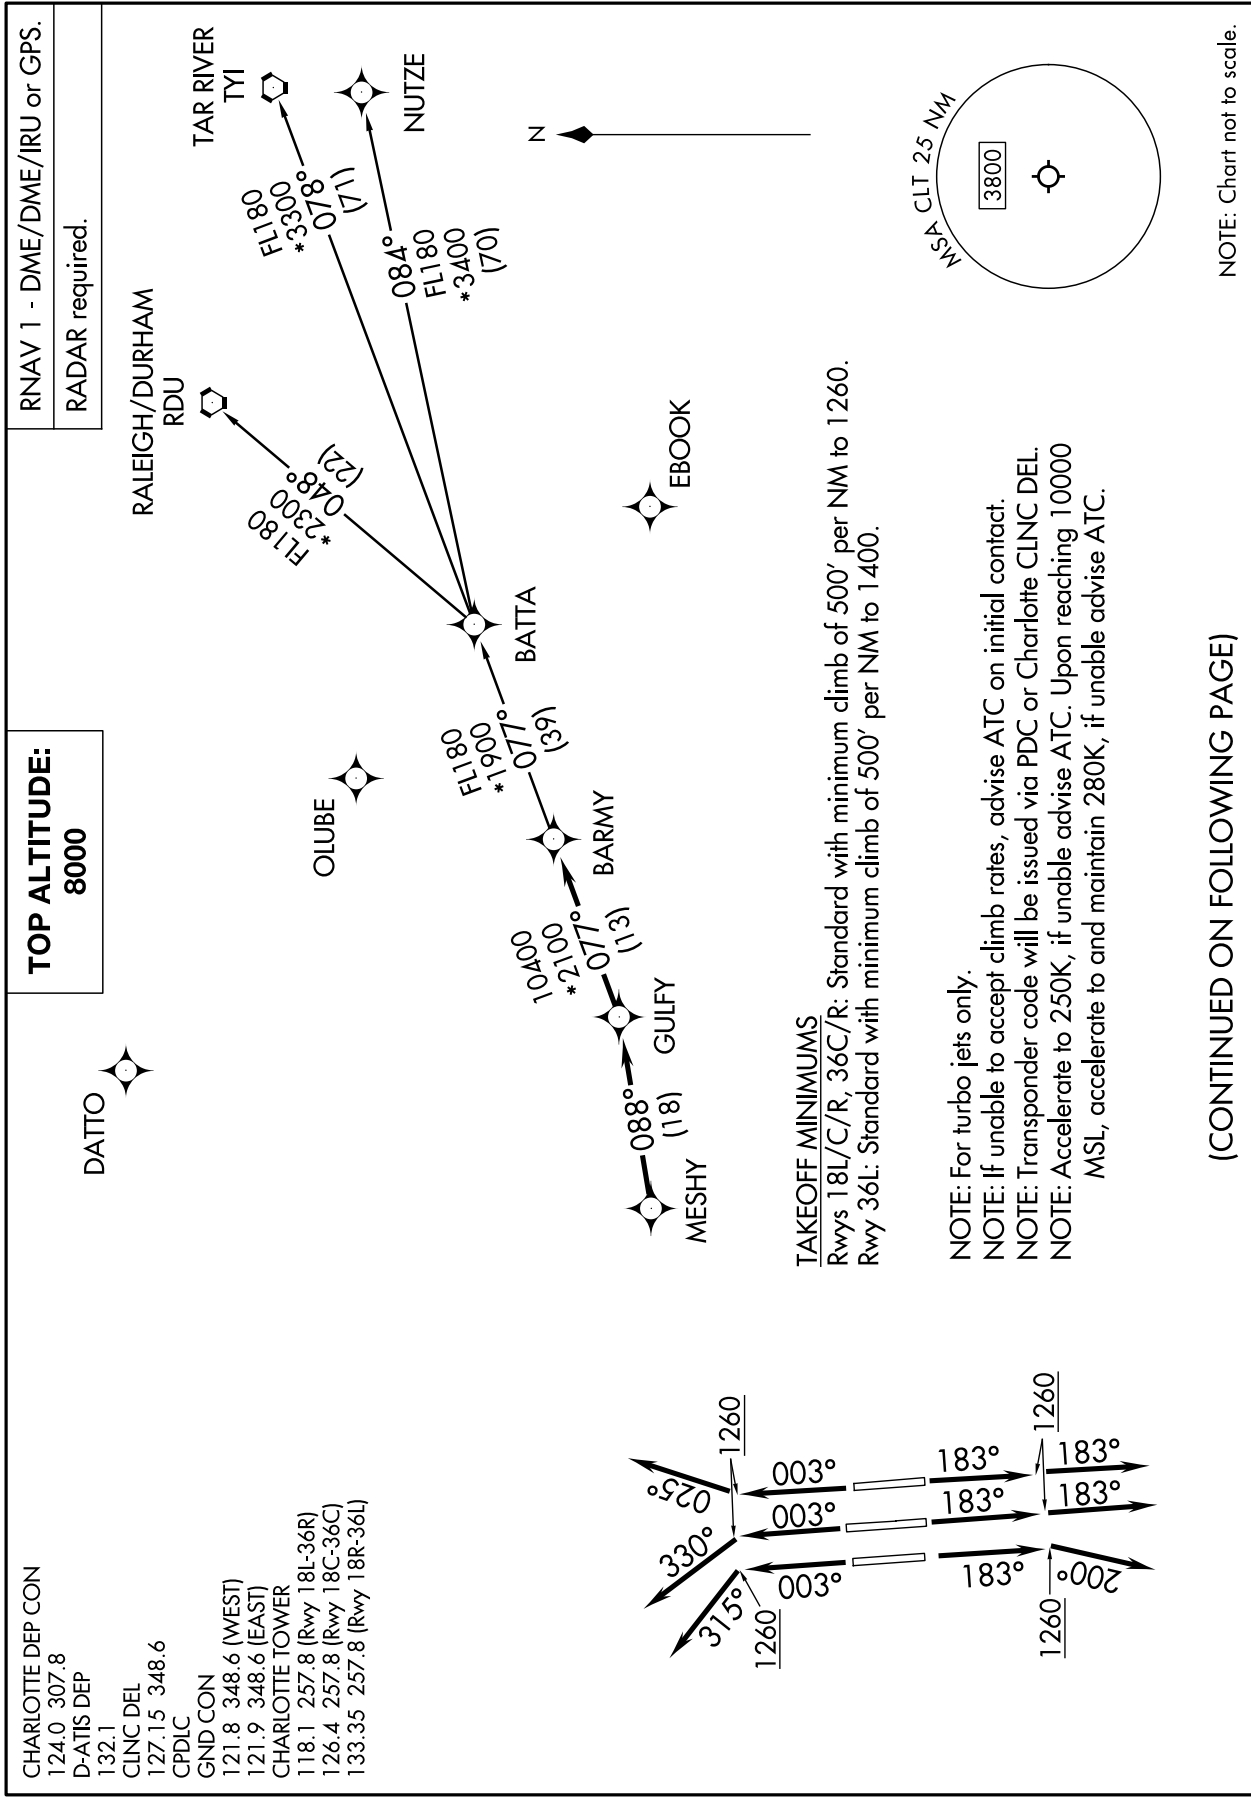 CHARLOTTE DEP CON
124.0 307.8
D-ATIS DEP
132.1
CLNC DEL
127.15 348.6
CPDLC
GND CON
121.8 348.6 (WEST)
121.9 348.6 (EAST)
CHARLOTTE TOWER
118.1 257.8 (Rwy 18L-36R)
126.4 257.8 (Rwy 18C-36C)
133.35 257.8 (Rwy 18R-36L)
TOP ALTITUDE:
8000
RNAV 1 - DME/DME/IRU or GPS.
RADAR required.
DATTO
OLUBE
RALEIGH/DURHAM
RDU
TAR RIVER
TYI
NUTZE
FL180
*2300
048°
(22)
FL180
*3300
078°
(71)
084°
FL180
*3400
(70)
BATTA
FL180
*1900
077°
(39)
BARMY
10400
*2100
077°
(13)
GULFY
088°
(18)
MESHY
EBOOK
N
MSA CLT 25 NM
3800
315°
330°
025°
1260
1260
003°
003°
003°
183°
183°
183°
1260
1260
200°
183°
183°
TAKEOFF MINIMUMS
Rwys 18L/C/R, 36C/R: Standard with minimum climb of 500' per NM to 1260.
Rwy 36L: Standard with minimum climb of 500' per NM to 1400.
NOTE: For turbo jets only.
NOTE: If unable to accept climb rates, advise ATC on initial contact.
NOTE: Transponder code will be issued via PDC or Charlotte CLNC DEL.
NOTE: Accelerate to 250K, if unable advise ATC. Upon reaching 10000
MSL, accelerate to and maintain 280K, if unable advise ATC.
(CONTINUED ON FOLLOWING PAGE)
NOTE: Chart not to scale.